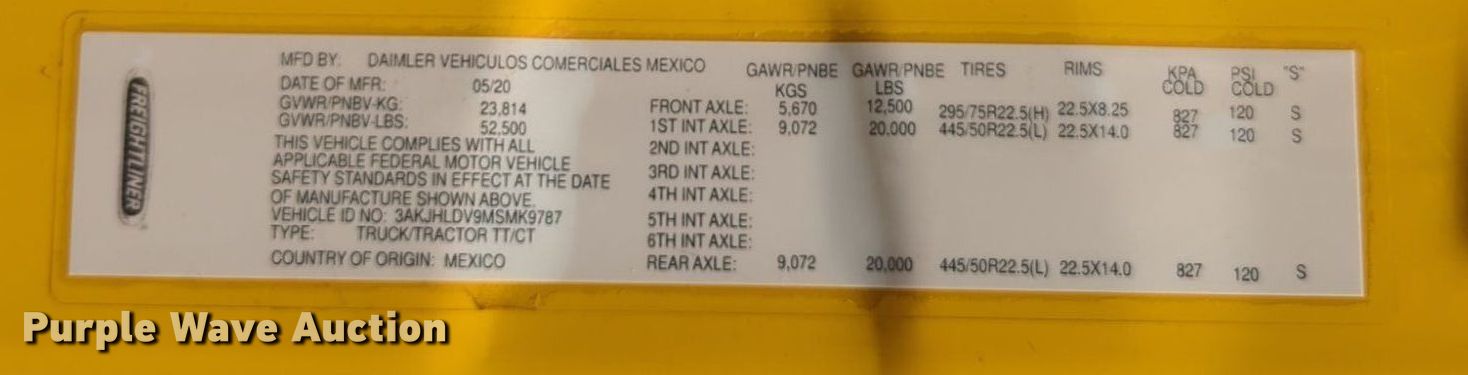 FREIGHTLINER
MFD BY: DAIMLER VEHICULOS COMERCIALES MEXICO
DATE OF MFR: 05/20
GVWR/PNBV-KG: 23,814
GVWR/PNBV-LBS: 52,500
THIS VEHICLE COMPLIES WITH ALL
APPLICABLE FEDERAL MOTOR VEHICLE
SAFETY STANDARDS IN EFFECT AT THE DATE
OF MANUFACTURE SHOWN ABOVE.
VEHICLE ID NO: 3AKJHLDV9MSMK9787
TYPE: TRUCK/TRACTOR TT/CT
COUNTRY OF ORIGIN: MEXICO
GAWR/PNBE GAWR/PNBE TIRES RIMS KPA PSI "S"
KGS LBS COLD COLD
FRONT AXLE: 5,670 12,500 295/75R22.5(H) 22.5X8.25 827 120 S
1ST INT AXLE: 9,072 20,000 445/50R22.5(L) 22.5X14.0 827 120 S
2ND INT AXLE:
3RD INT AXLE:
4TH INT AXLE:
5TH INT AXLE:
6TH INT AXLE:
REAR AXLE: 9,072 20,000 445/50R22.5(L) 22.5X14.0 827 120 S
Purple Wave Auction